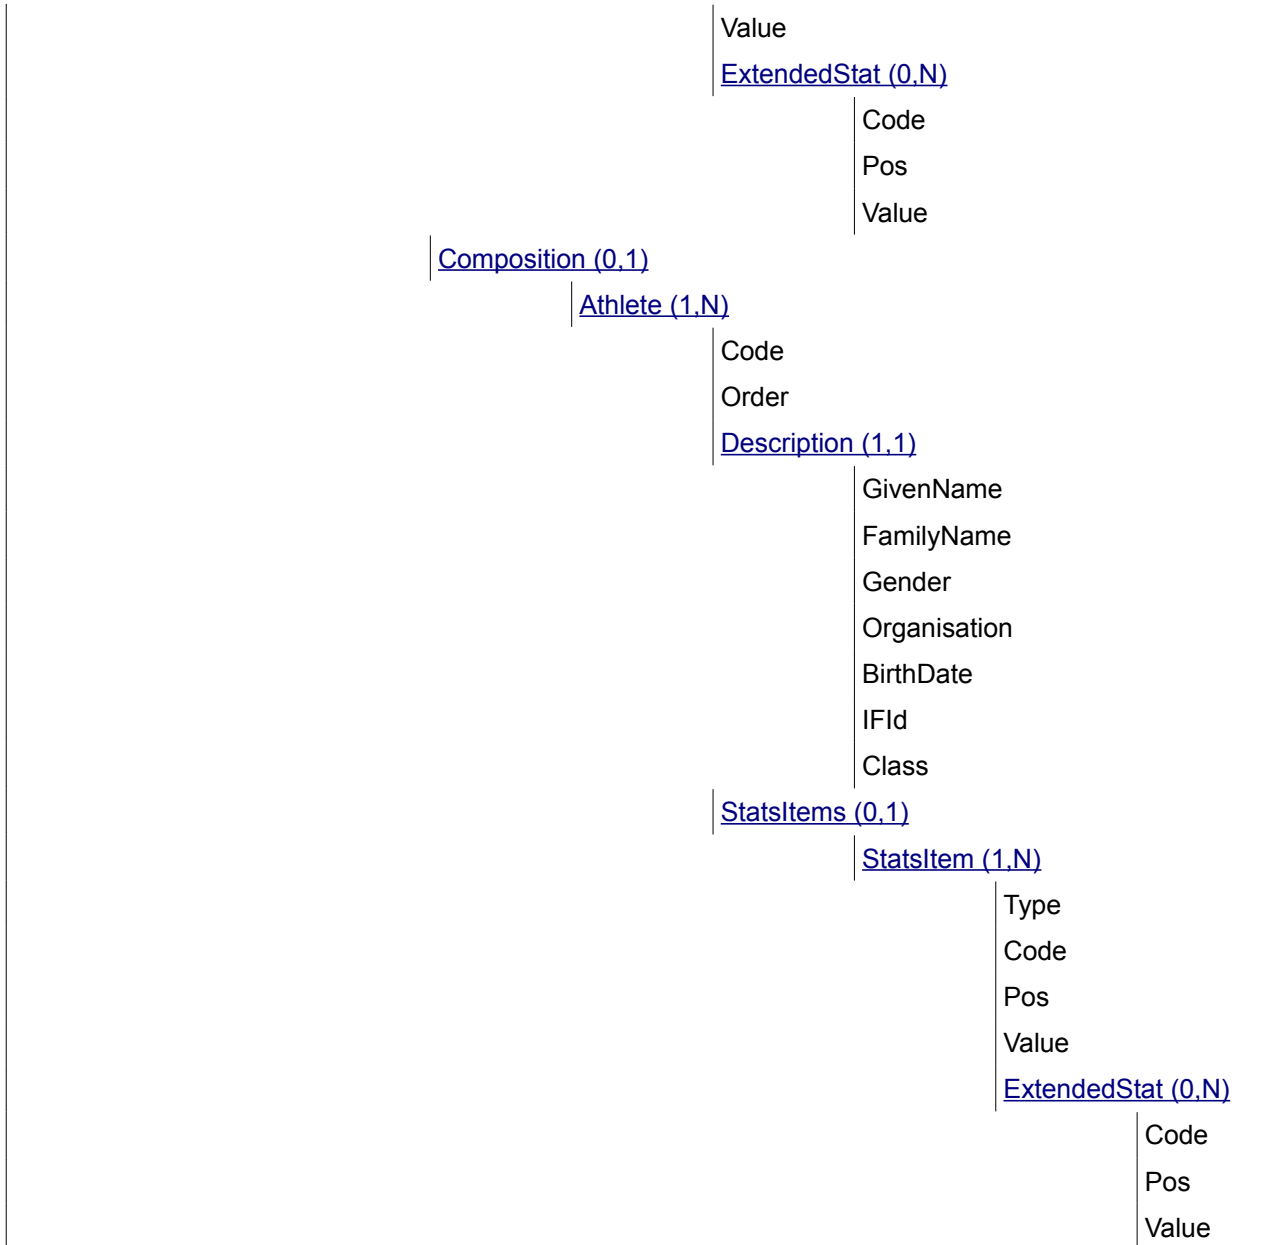 Value
ExtendedStat (0,N)
Code
Pos
Value
Composition (0,1)
Athlete (1,N)
Code
Order
Description (1,1)
GivenName
FamilyName
Gender
Organisation
BirthDate
IFId
Class
StatsItems (0,1)
StatsItem (1,N)
Type
Code
Pos
Value
ExtendedStat (0,N)
Code
Pos
Value